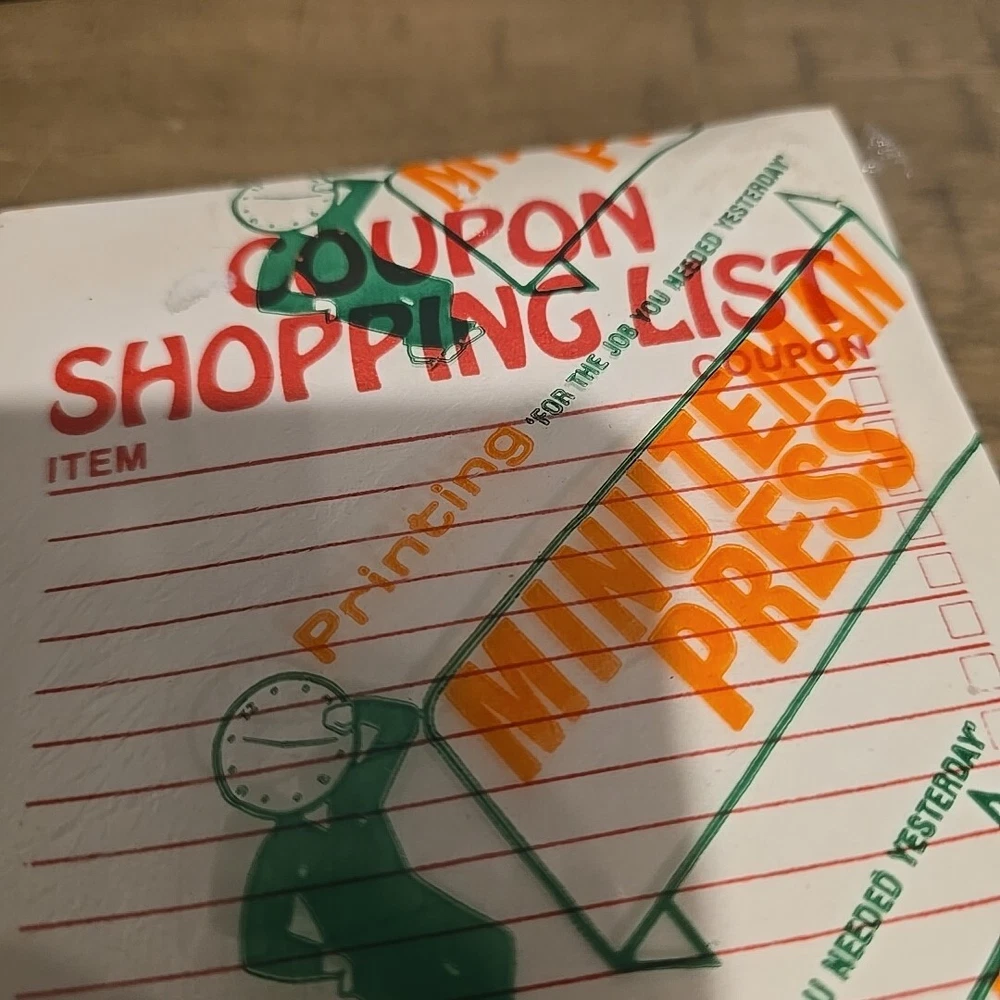 COUPON
SHOPPING LIST
ITEM
COUPON
Printing "FOR THE JOB YOU NEEDED YESTERDAY"
MINUTEMAN
PRESS
NEEDED YESTERDAY"